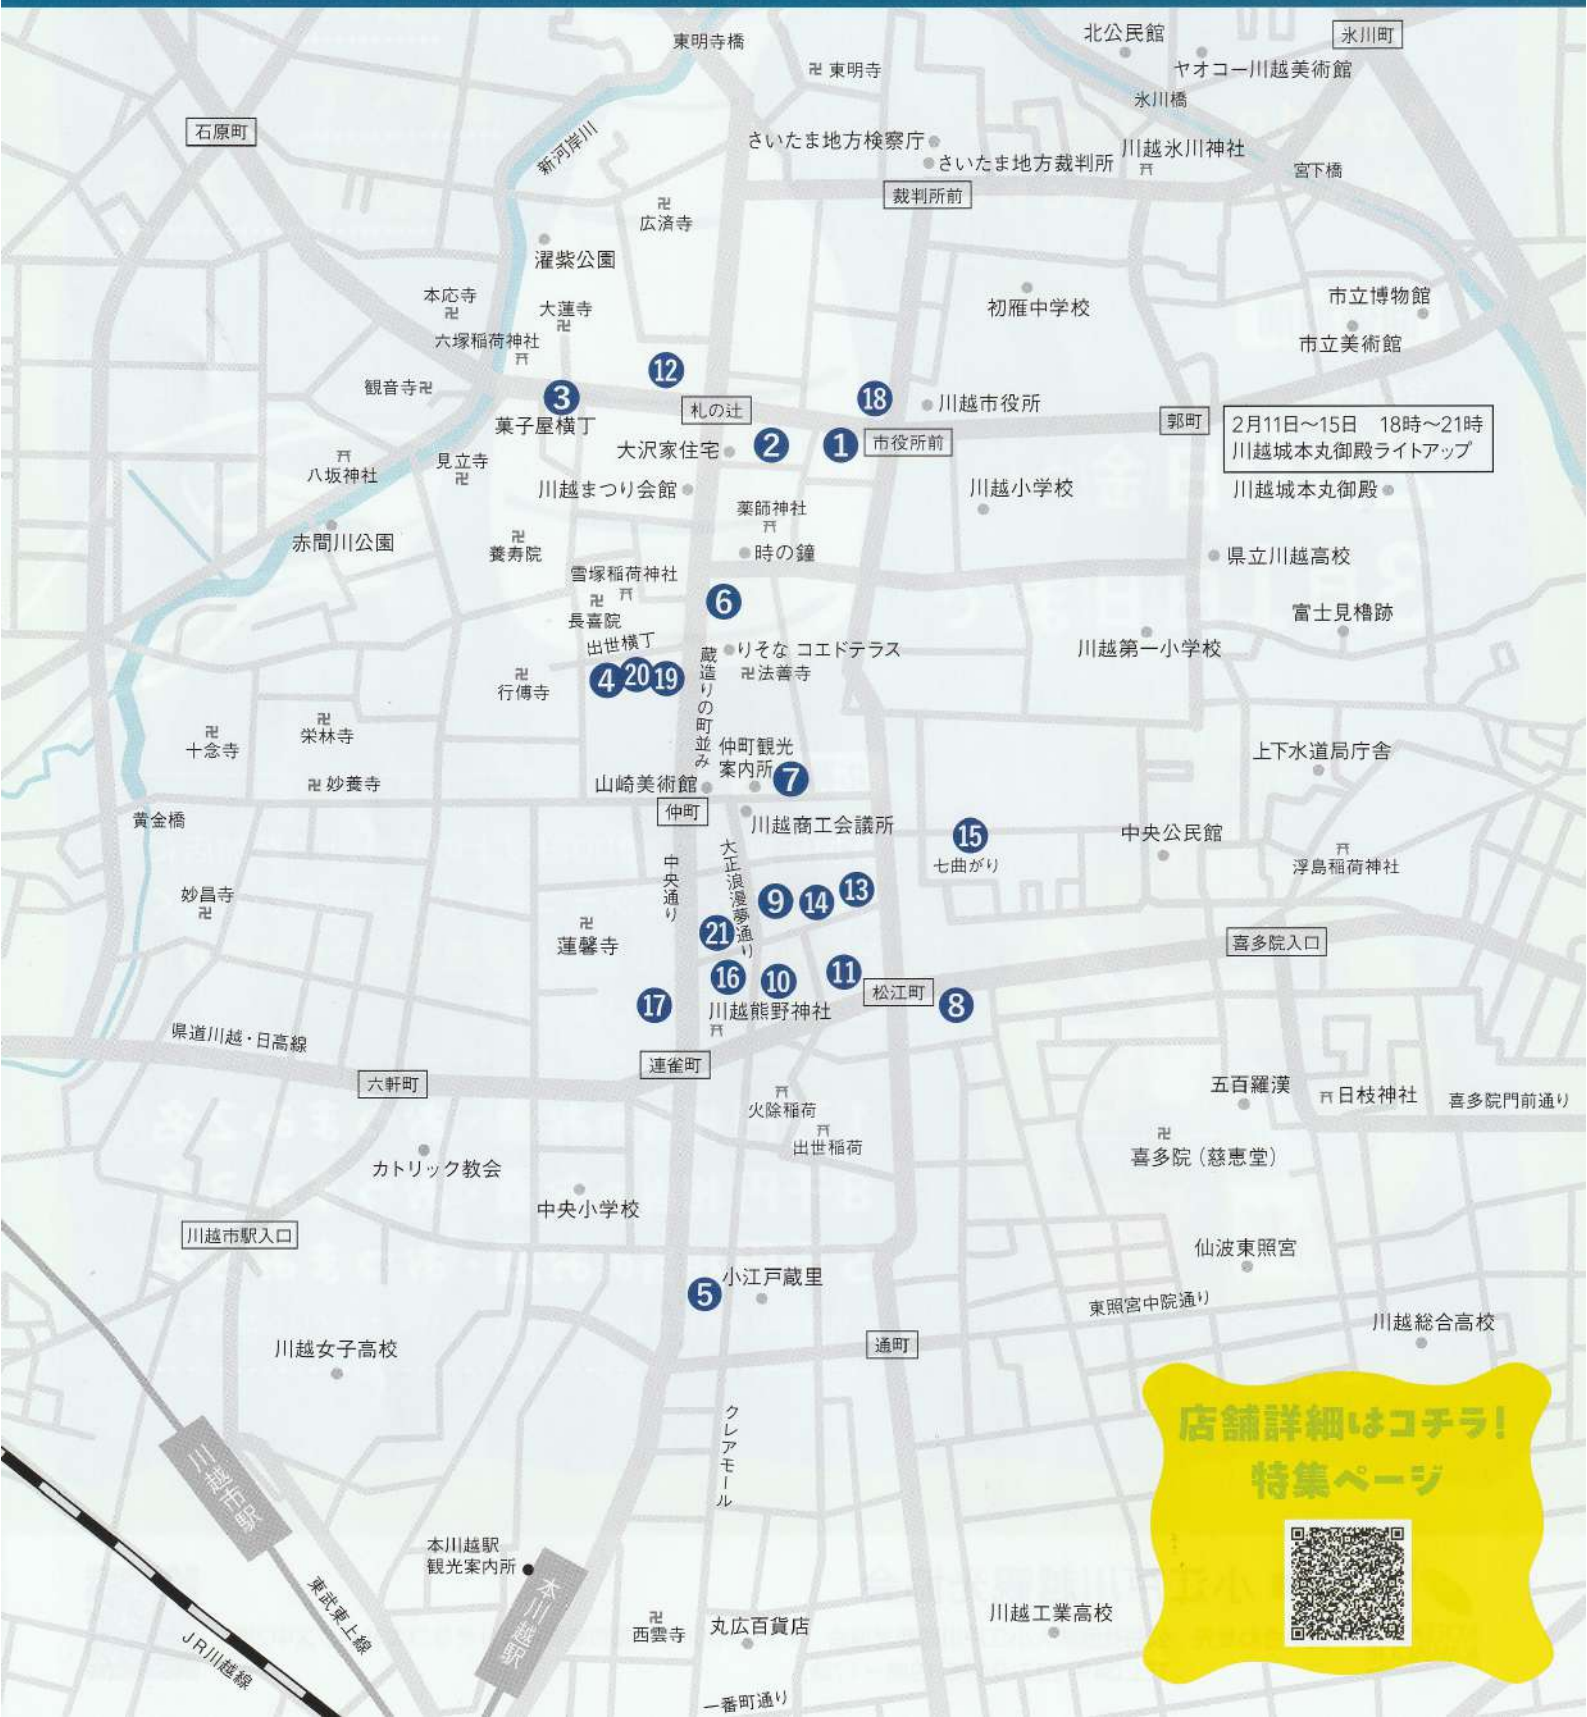 東明寺橋
北公民館
氷川町
卍 東明寺
ヤオコー川越美術館
氷川橋
石原町
新河岸川
さいたま地方検察庁
さいたま地方裁判所
川越氷川神社
宮下橋
裁判所前
卍
広済寺
濯紫公園
本応寺
卍
大蓮寺
卍
初雁中学校
市立博物館
市立美術館
六塚稲荷神社
観音寺卍
12
3
菓子屋横丁
札の辻
18
川越市役所
郭町
2月11日〜15日 18時〜21時
川越城本丸御殿ライトアップ
大沢家住宅
2
1
市役所前
八坂神社
見立寺
卍
川越まつり会館
川越小学校
川越城本丸御殿
薬師神社
赤間川公園
卍
養寿院
時の鐘
県立川越高校
雪塚稲荷神社
卍
長喜院
6
富士見櫓跡
出世横丁
りそな コエドテラス
川越第一小学校
卍
行傳寺
4
20
19
蔵造りの町並み
卍法善寺
卍
十念寺
卍
栄林寺
仲町観光
案内所
7
上下水道局庁舎
卍 妙養寺
山崎美術館
黄金橋
仲町
川越商工会議所
15
七曲がり
中央公民館
浮島稲荷神社
中央通り
大正浪漫夢通り
妙昌寺
卍
9
14
13
卍
蓮馨寺
21
喜多院入口
16
10
11
松江町
8
17
川越熊野神社
県道川越・日高線
連雀町
六軒町
火除稲荷
五百羅漢
日枝神社
喜多院門前通り
出世稲荷
卍
喜多院（慈恵堂）
カトリック教会
中央小学校
川越市駅入口
仙波東照宮
5
小江戸蔵里
東照宮中院通り
川越総合高校
川越女子高校
通町
クレアモール
店舗詳細はコチラ!
特集ページ
川越市駅
本川越駅
観光案内所
本川越駅
東武東上線
JR川越線
卍
西雲寺
丸広百貨店
川越工業高校
一番町通り